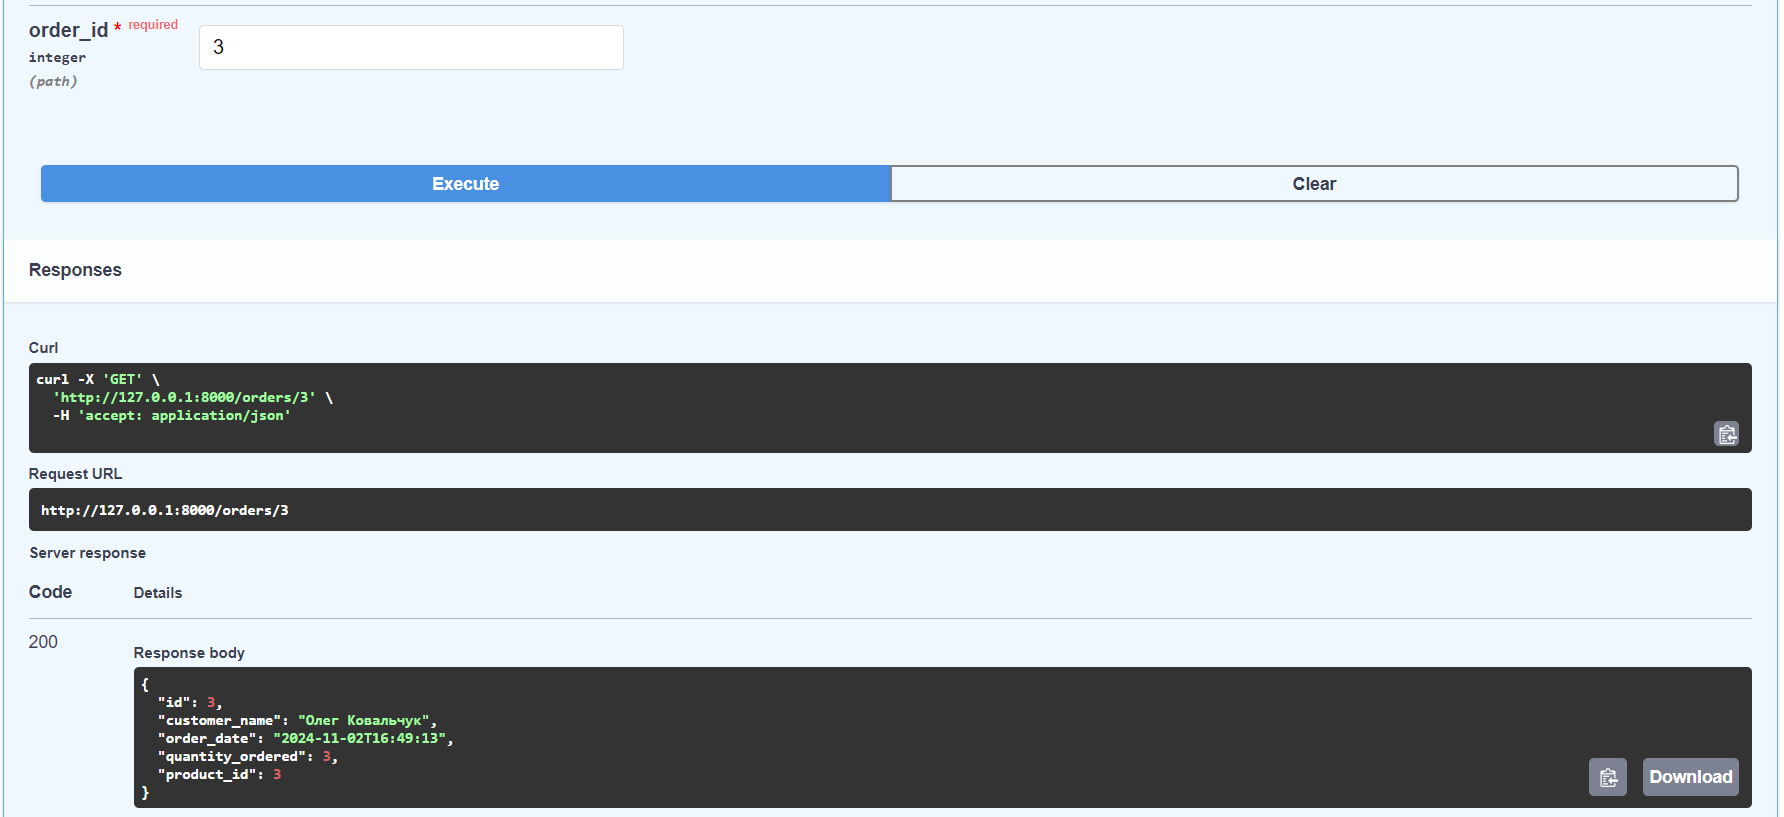 order_id * required
3
integer
(path)
Execute
Clear
Responses
Curl
curl -X 'GET' \
  'http://127.0.0.1:8000/orders/3' \
  -H 'accept: application/json'
Request URL
http://127.0.0.1:8000/orders/3
Server response
Code Details
200
Response body
{
  "id": 3,
  "customer_name": "Олег Ковальчук",
  "order_date": "2024-11-02T16:49:13",
  "quantity_ordered": 3,
  "product_id": 3
}
Download